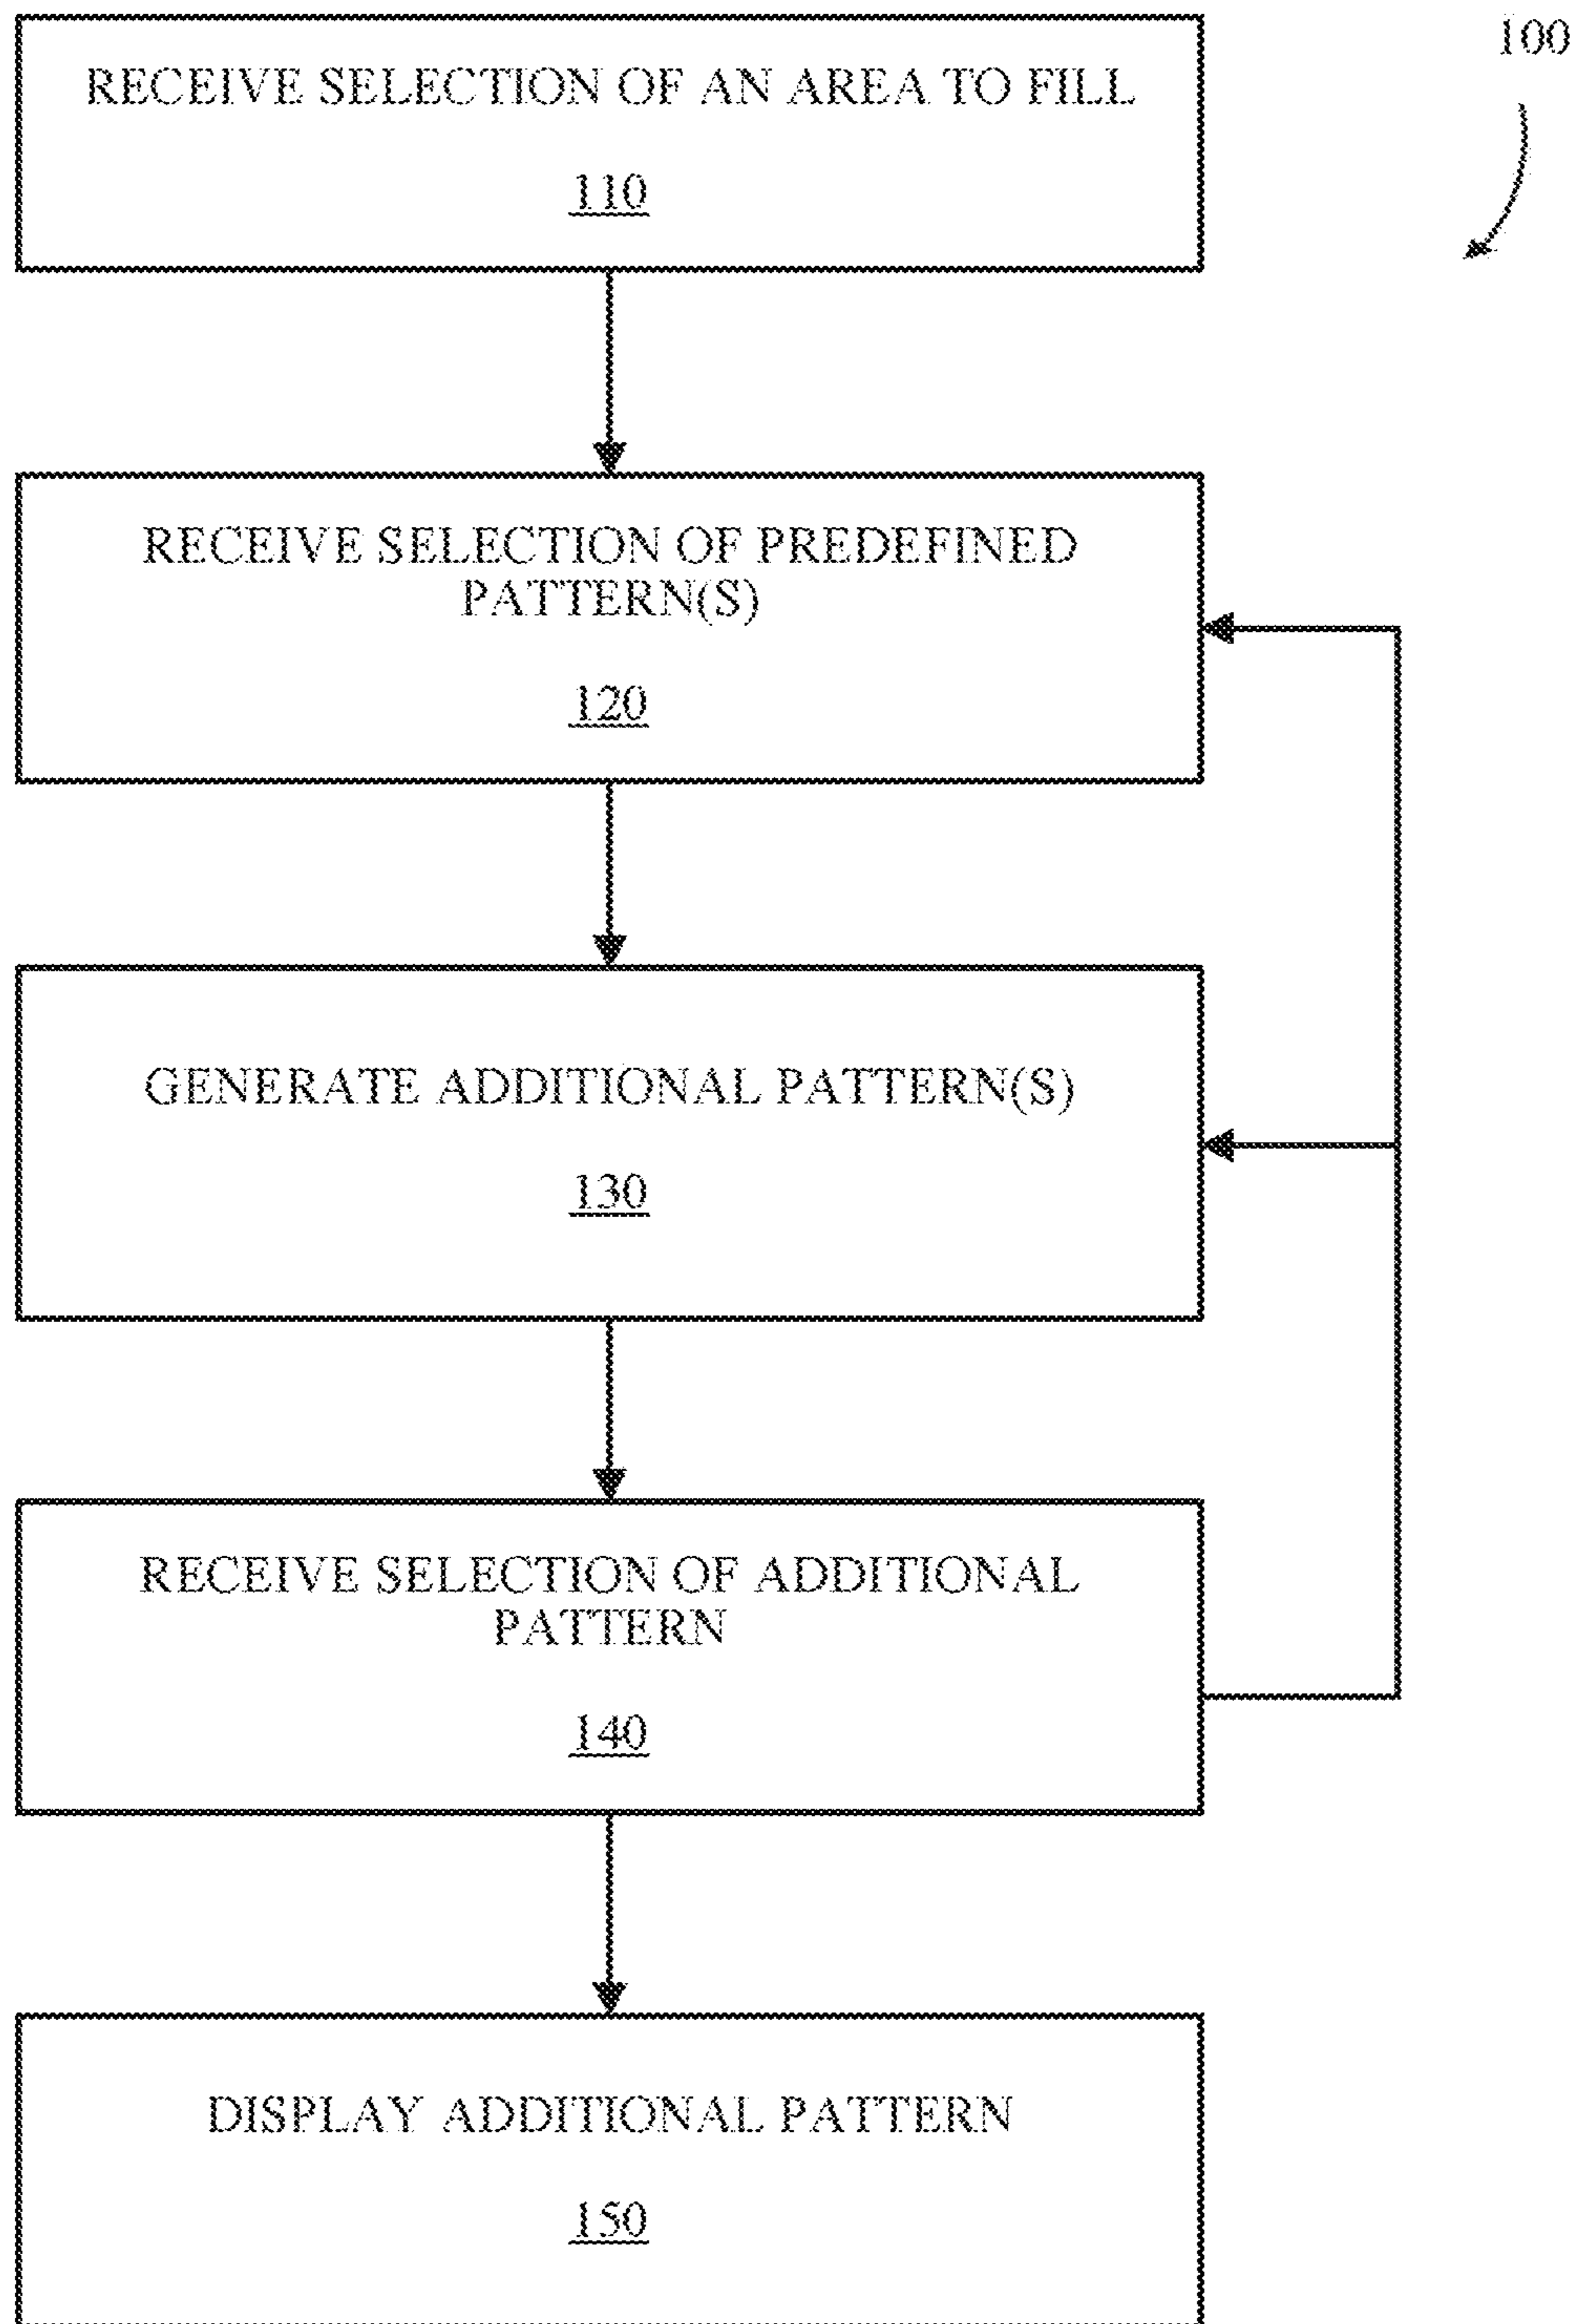 100
RECEIVE SELECTION OF AN AREA TO FILL
110
RECEIVE SELECTION OF PREDEFINED
PATTERN(S)
120
GENERATE ADDITIONAL PATTERN(S)
130
RECEIVE SELECTION OF ADDITIONAL
PATTERN
140
DISPLAY ADDITIONAL PATTERN
150